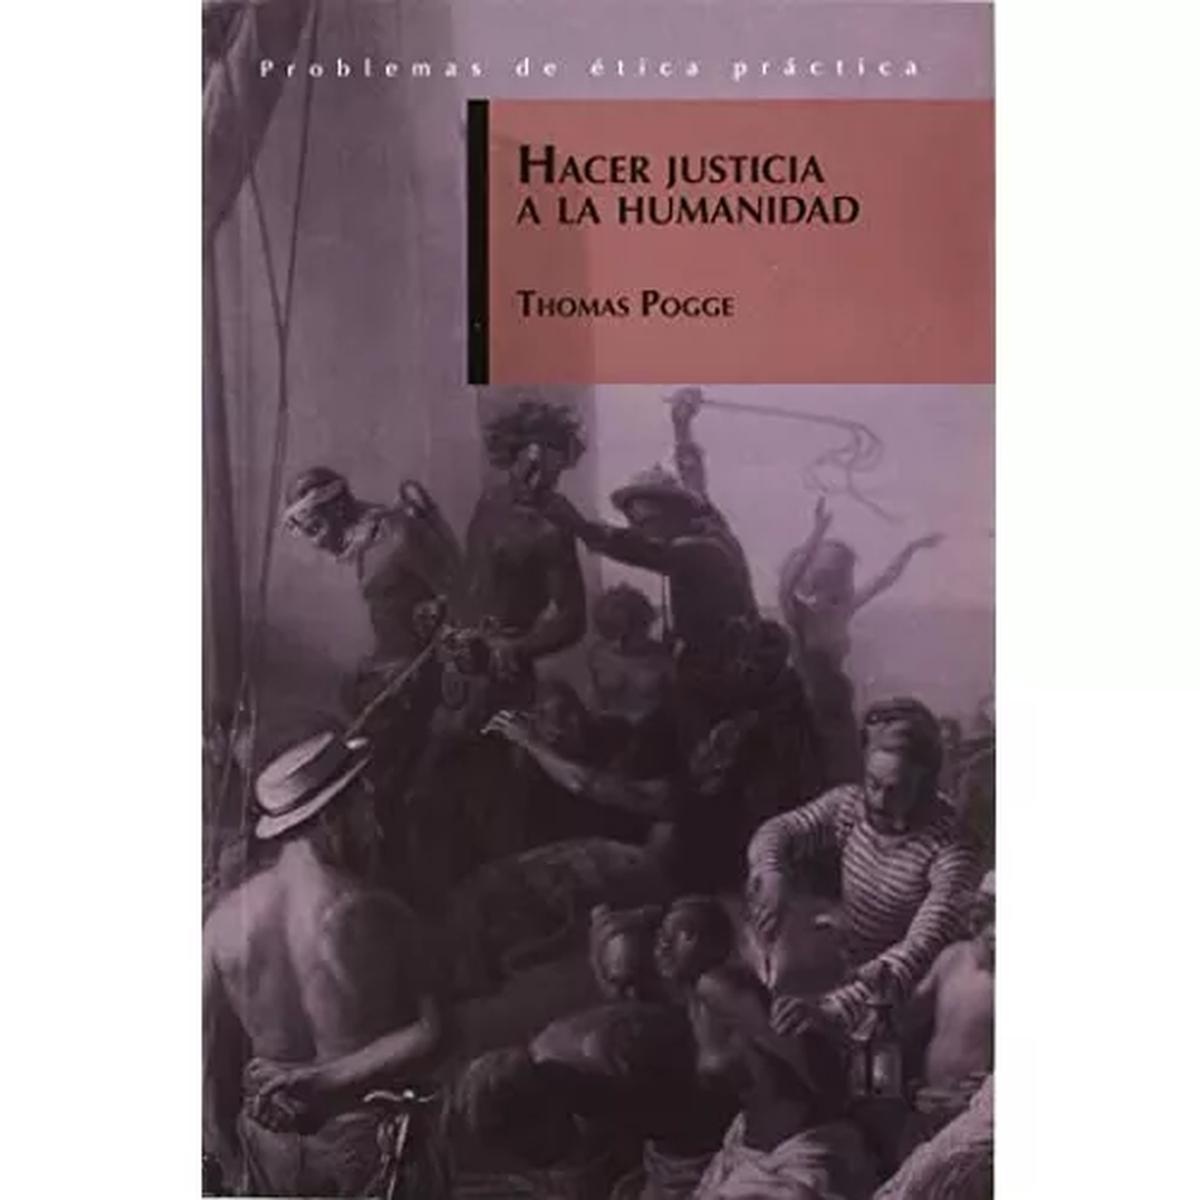 Problemas de ética práctica
HACER JUSTICIA
A LA HUMANIDAD
THOMAS POGGE